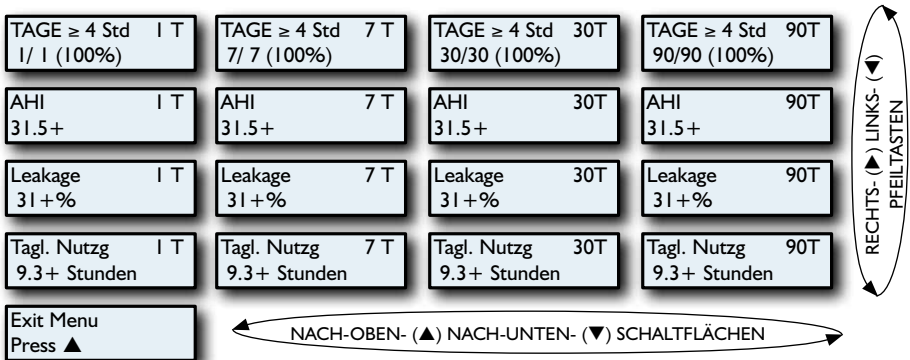 TAGE ≥ 4 Std 1 T
1/ 1 (100%)
TAGE ≥ 4 Std 7 T
7/ 7 (100%)
TAGE ≥ 4 Std 30T
30/30 (100%)
TAGE ≥ 4 Std 90T
90/90 (100%)
AHI 1 T
31.5+
AHI 7 T
31.5+
AHI 30T
31.5+
AHI 90T
31.5+
Leakage 1 T
31+%
Leakage 7 T
31+%
Leakage 30T
31+%
Leakage 90T
31+%
Tagl. Nutzg 1 T
9.3+ Stunden
Tagl. Nutzg 7 T
9.3+ Stunden
Tagl. Nutzg 30T
9.3+ Stunden
Tagl. Nutzg 90T
9.3+ Stunden
Exit Menu
Press ▲
NACH-OBEN- (▲) NACH-UNTEN- (▼) SCHALTFLÄCHEN
RECHTS- (▶) LINKS- (◀)
PFEILTASTEN